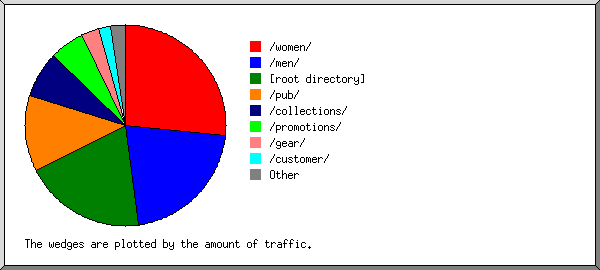 /women/
/men/
[root directory]
/pub/
/collections/
/promotions/
/gear/
/customer/
Other
The wedges are plotted by the amount of traffic.